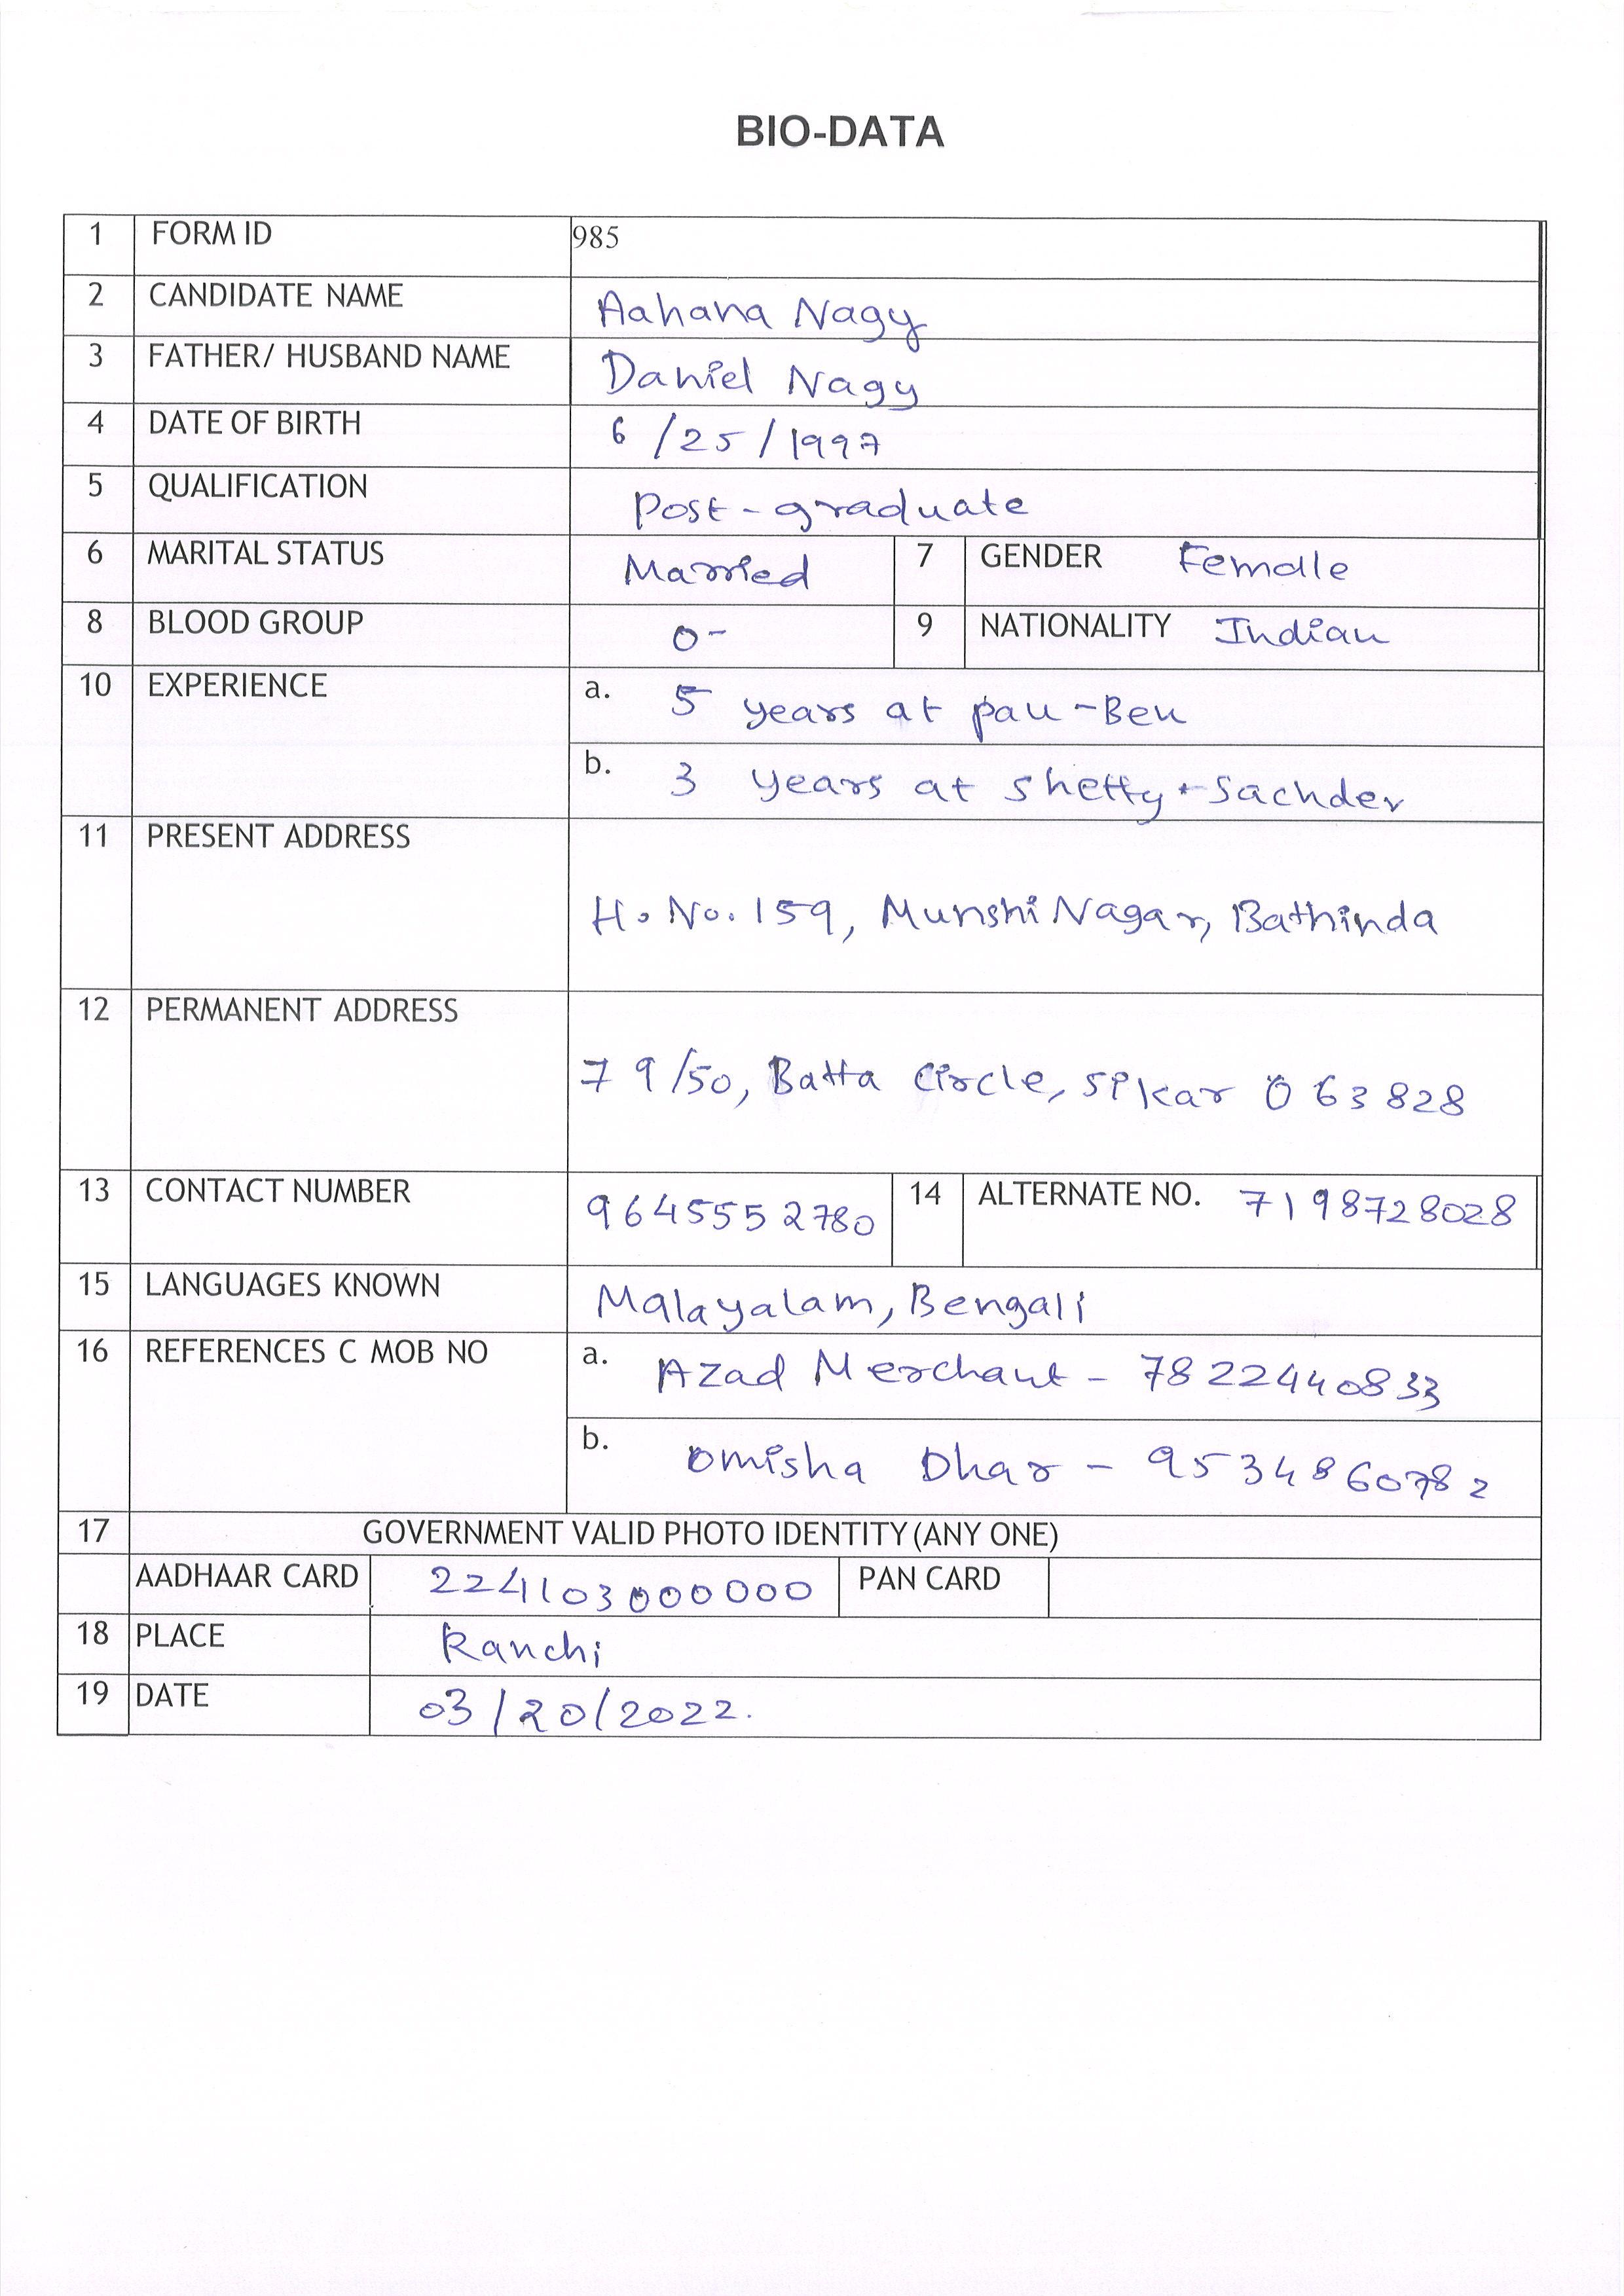 BIO-DATA
1 FORM ID 985
2 CANDIDATE NAME Aahana Nagy
3 FATHER/ HUSBAND NAME Daniel Nagy
4 DATE OF BIRTH 6/25/1997
5 QUALIFICATION Post-graduate
6 MARITAL STATUS Married 7 GENDER Female
8 BLOOD GROUP O- 9 NATIONALITY Indian
10 EXPERIENCE a. 5 years at pau-Ben
b. 3 years at Shetty + Sachdev
11 PRESENT ADDRESS
H. No. 159, Munshi Nagar, Bathinda
12 PERMANENT ADDRESS
79/50, Batta Circle, Sikar 063828
13 CONTACT NUMBER 9645552780 14 ALTERNATE NO. 7198728028
15 LANGUAGES KNOWN Malayalam, Bengali
16 REFERENCES C MOB NO a. Azad Merchant - 7822440833
b. Omisha Dhar - 9534860782
17 GOVERNMENT VALID PHOTO IDENTITY (ANY ONE)
AADHAAR CARD 224103000000 PAN CARD
18 PLACE Ranchi
19 DATE 03/20/2022.